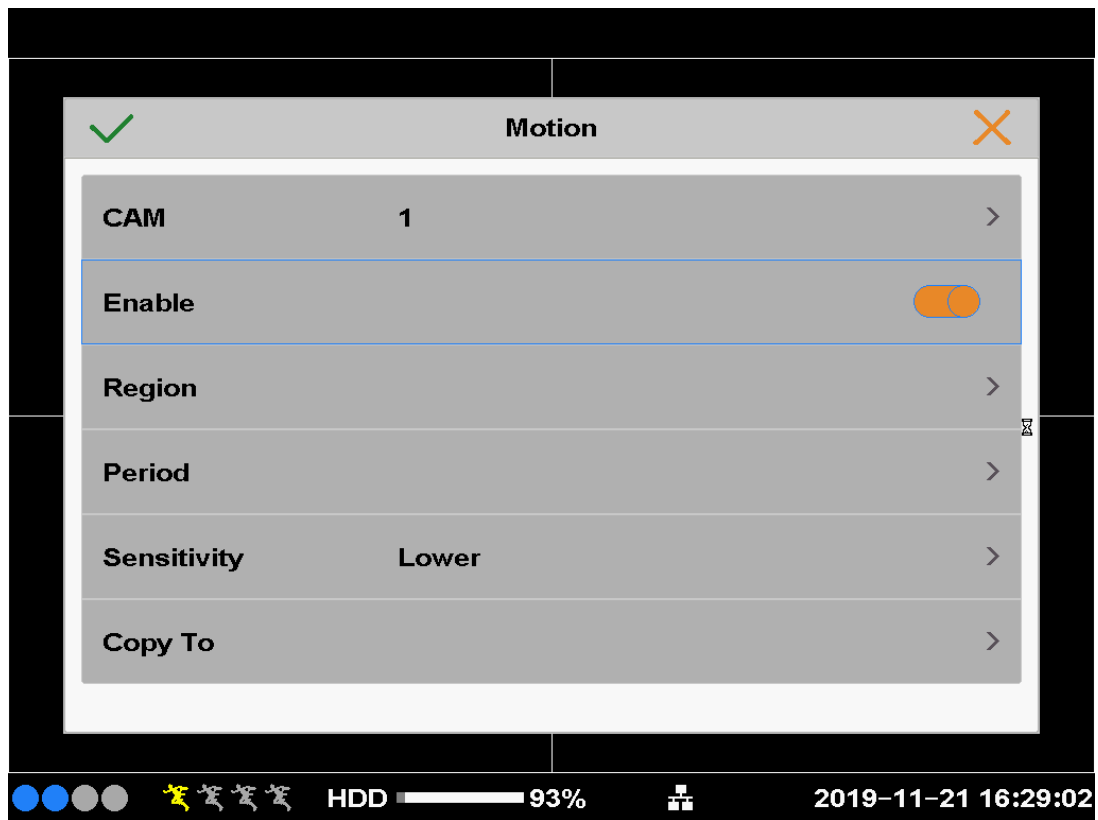 Motion
CAM 1
Enable
Region
Period
Sensitivity Lower
Copy To
HDD 93% 2019-11-21 16:29:02